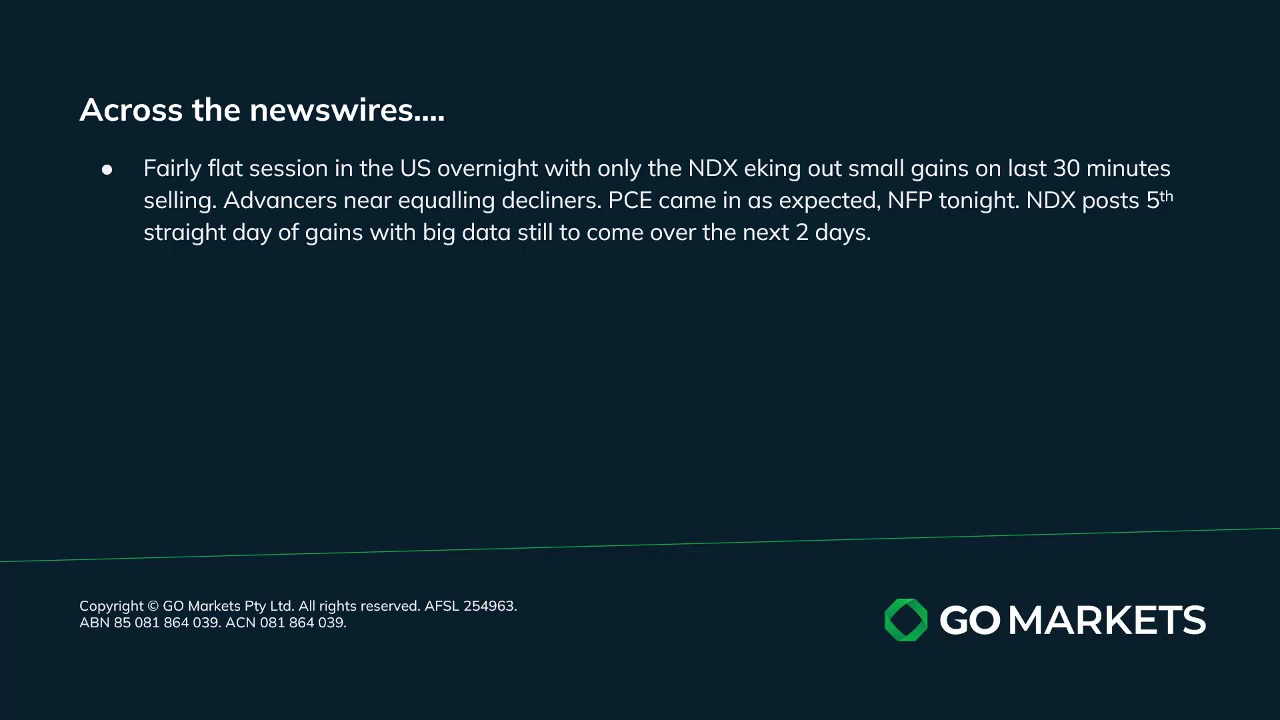 Across the newswires....
● Fairly flat session in the US overnight with only the NDX eking out small gains on last 30 minutes
selling. Advancers near equalling decliners. PCE came in as expected, NFP tonight. NDX posts 5th
straight day of gains with big data still to come over the next 2 days.
Copyright © GO Markets Pty Ltd. All rights reserved. AFSL 254963.
ABN 85 081 864 039. ACN 081 864 039.
GO MARKETS